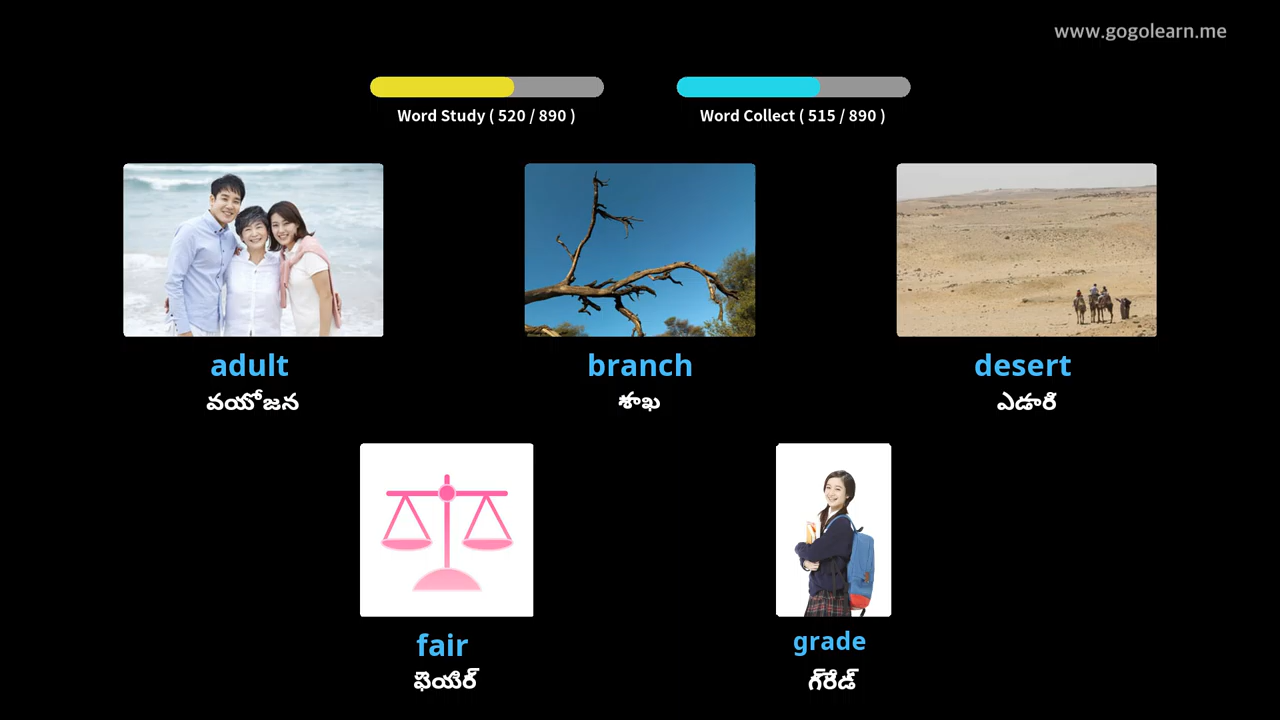 www.gogolearn.me
Word Study ( 520 / 890 )
Word Collect ( 515 / 890 )
adult
వయోజన
branch
శాఖ
desert
ఎడారి
fair
ఫెయిర్
grade
గ్రేడ్